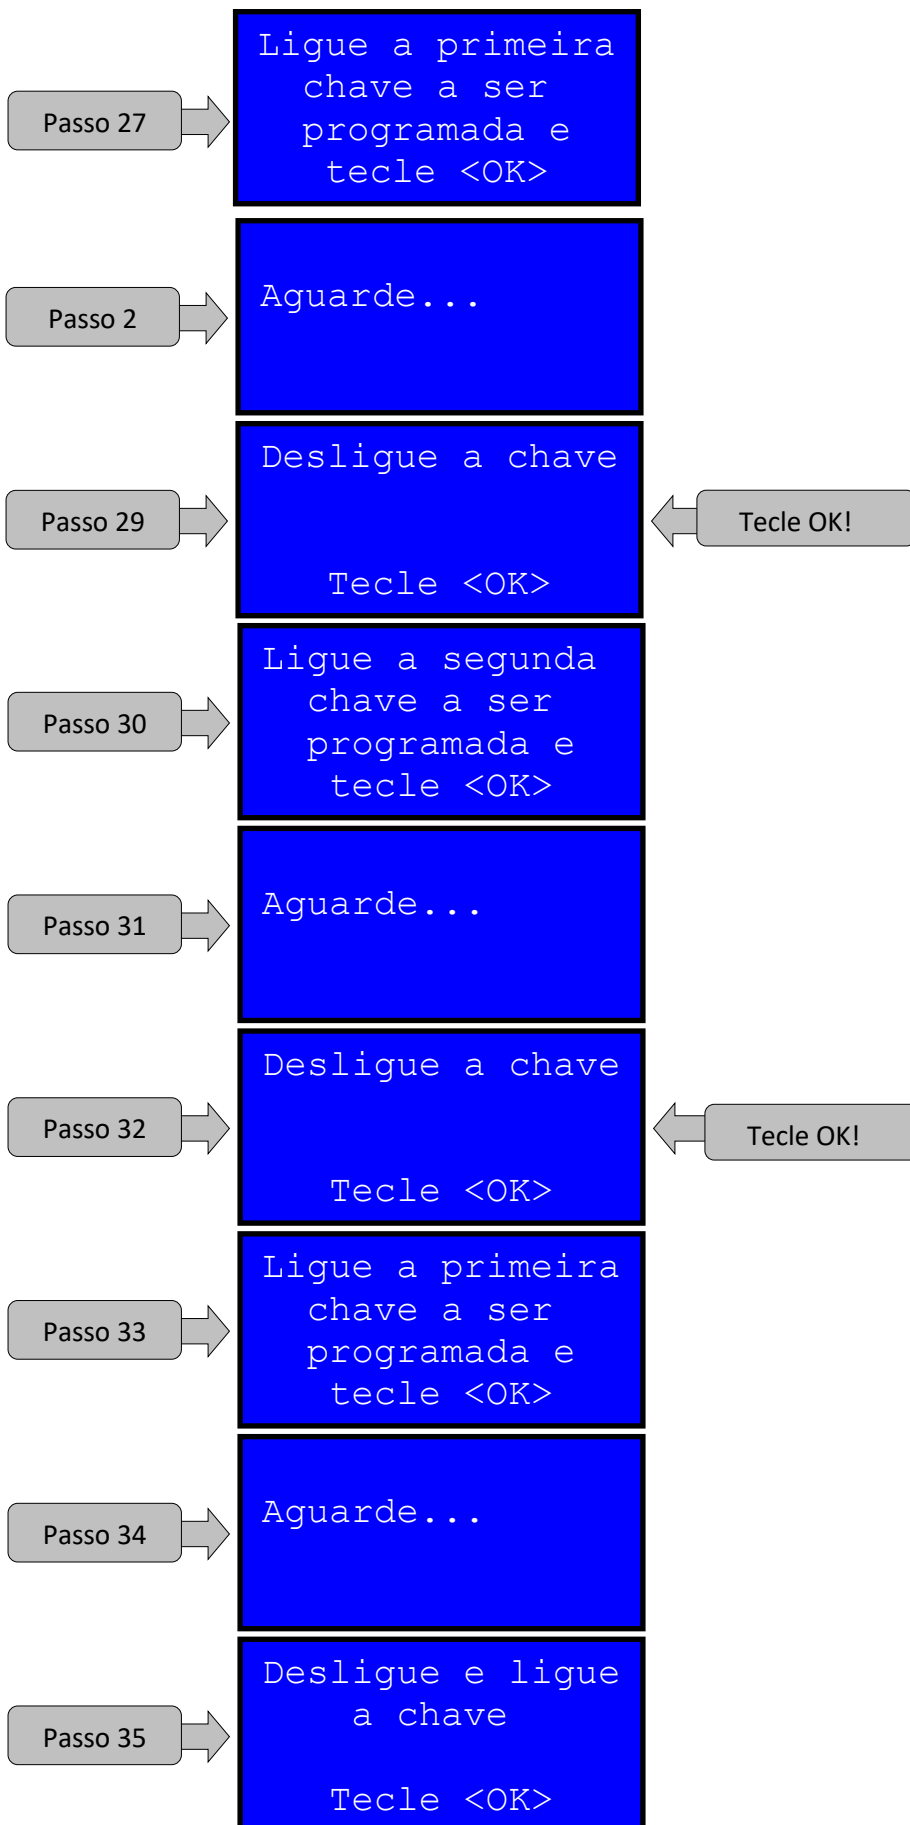 Passo 27
Ligue a primeira
chave a ser
programada e
tecle <OK>
Passo 2
Aguarde...
Passo 29
Desligue a chave
Tecle <OK>
Tecle OK!
Passo 30
Ligue a segunda
chave a ser
programada e
tecle <OK>
Passo 31
Aguarde...
Passo 32
Desligue a chave
Tecle <OK>
Tecle OK!
Passo 33
Ligue a primeira
chave a ser
programada e
tecle <OK>
Passo 34
Aguarde...
Passo 35
Desligue e ligue
a chave
Tecle <OK>